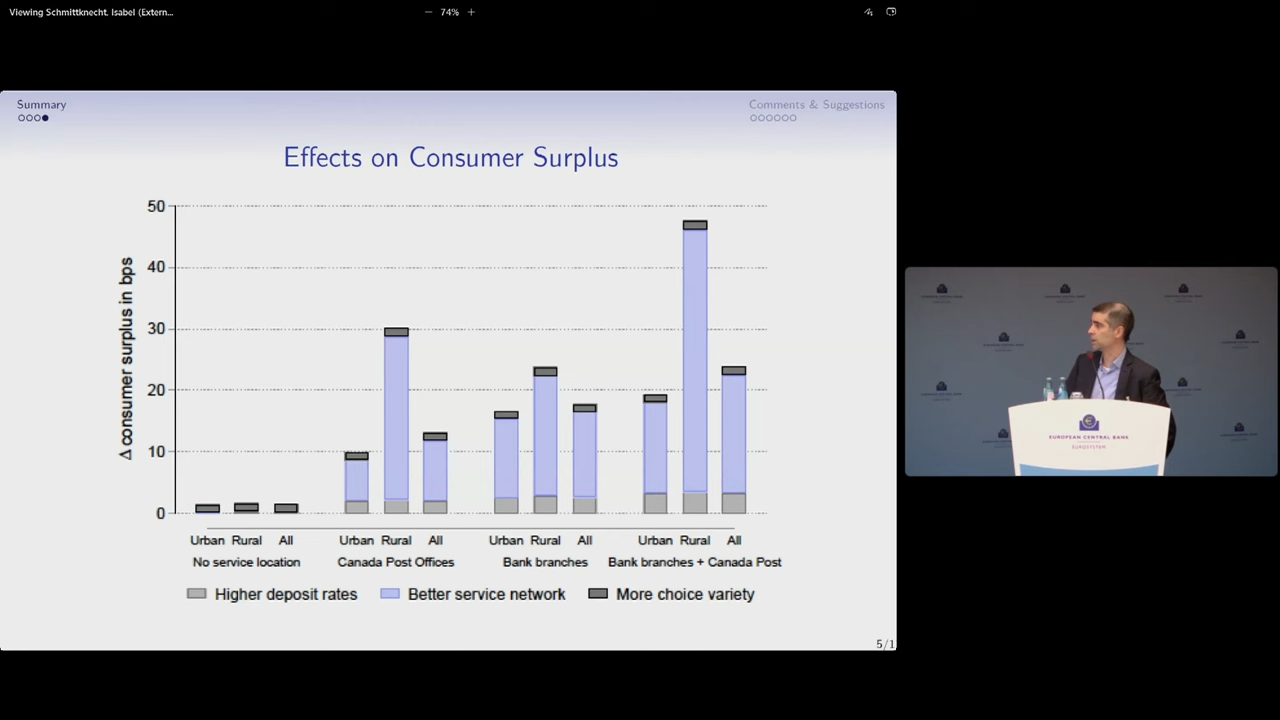 Viewing Schmittknecht, Isabel (Extern...
− 74% +
Summary
Comments & Suggestions
Effects on Consumer Surplus
Δ consumer surplus in bps
50
40
30
20
10
0
Urban Rural All Urban Rural All Urban Rural All Urban Rural All
No service location Canada Post Offices Bank branches Bank branches + Canada Post
Higher deposit rates Better service network More choice variety
5/1
EUROPEAN CENTRAL BANK
EUROSYSTEM